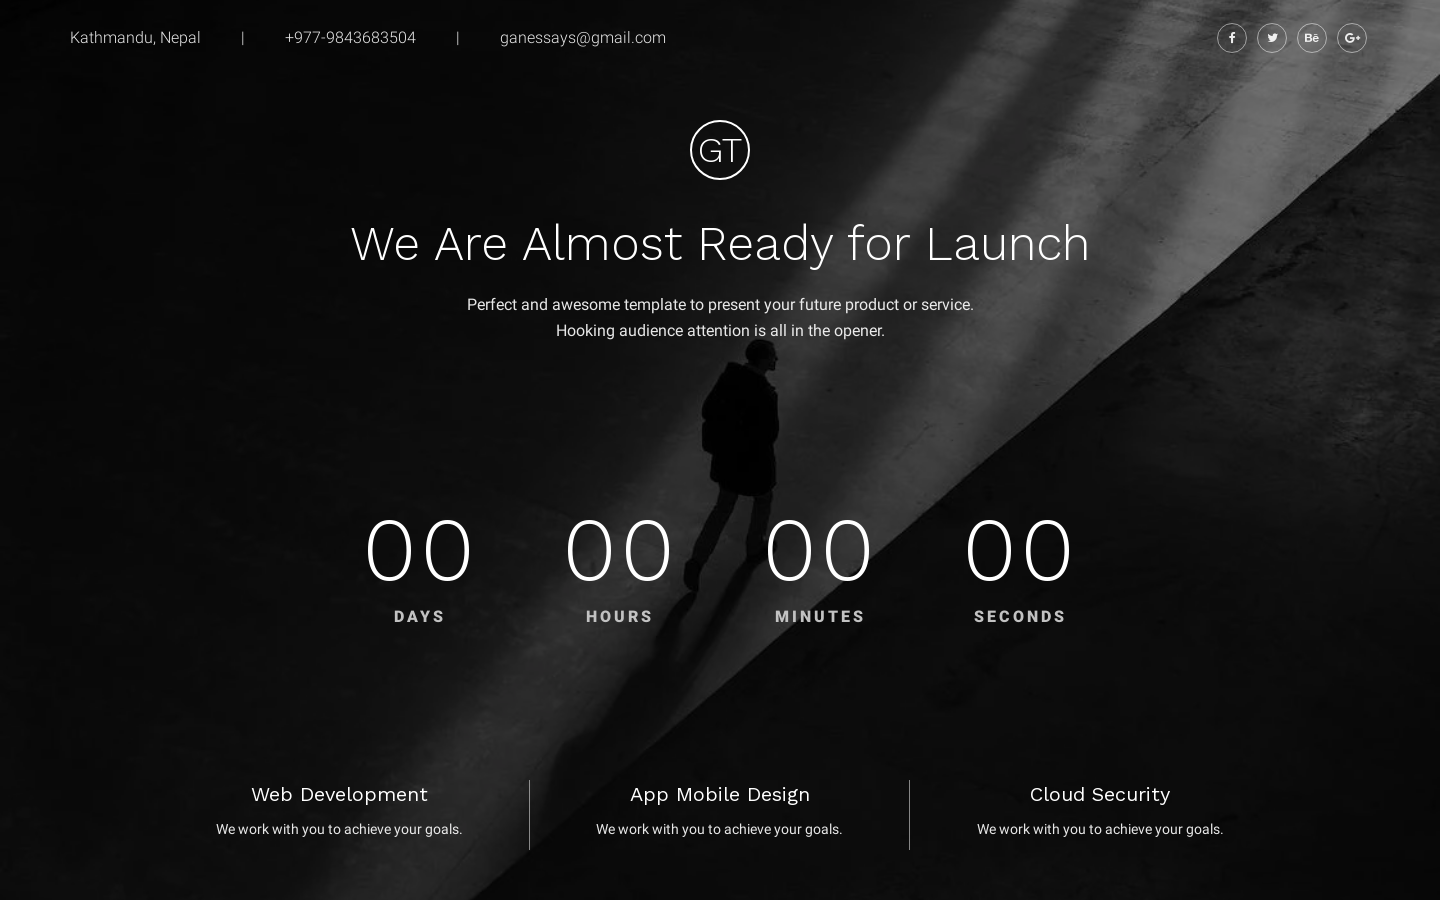 Kathmandu, Nepal | +977-9843683504 | ganessays@gmail.com
f Bē G+
GT
We Are Almost Ready for Launch
Perfect and awesome template to present your future product or service.
Hooking audience attention is all in the opener.
00 00 00 00
DAYS HOURS MINUTES SECONDS
Web Development App Mobile Design Cloud Security
We work with you to achieve your goals. We work with you to achieve your goals. We work with you to achieve your goals.